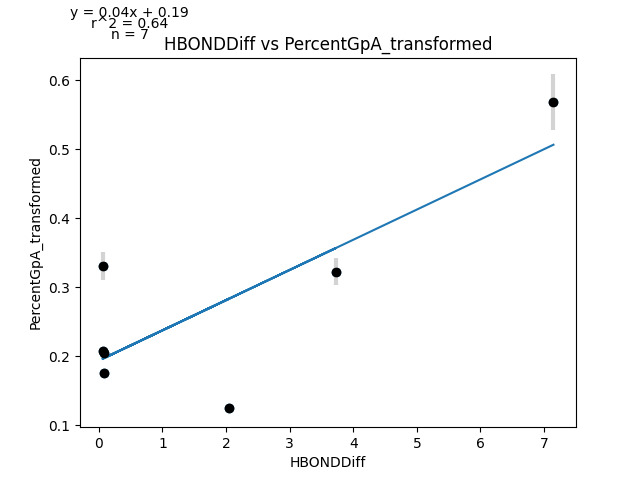 y = 0.04x + 0.19
r^2 = 0.64
n = 7
HBONDDiff vs PercentGpA_transformed
PercentGpA_transformed
0.6
0.5
0.4
0.3
0.2
0.1
0 1 2 3 4 5 6 7
HBONDDiff